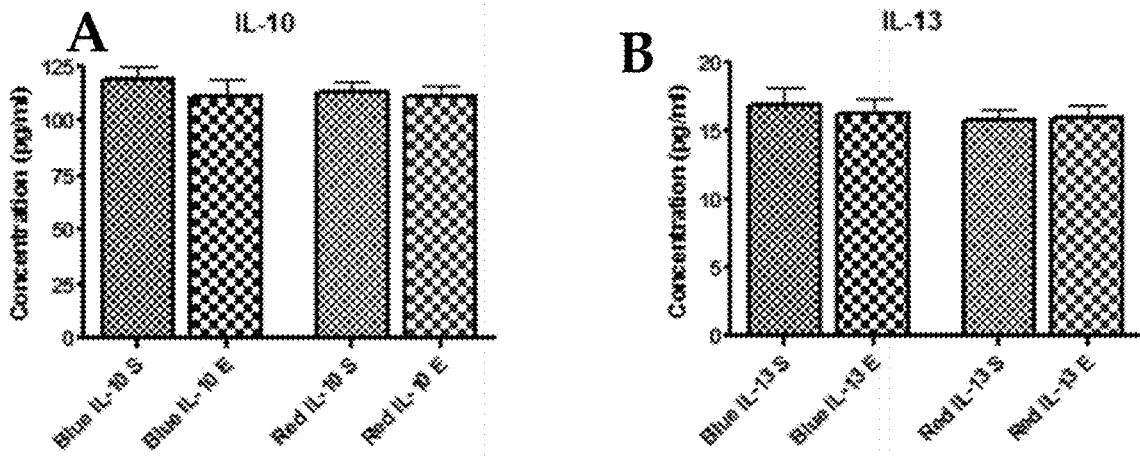 A
IL-10
Concentration (pg/ml)
125
100
75
50
25
0
Blue IL-10 S
Blue IL-10 E
Red IL-10 S
Red IL-10 E
B
IL-13
Concentration (pg/ml)
20
15
10
5
0
Blue IL-13 S
Blue IL-13 E
Red IL-13 S
Red IL-13 E